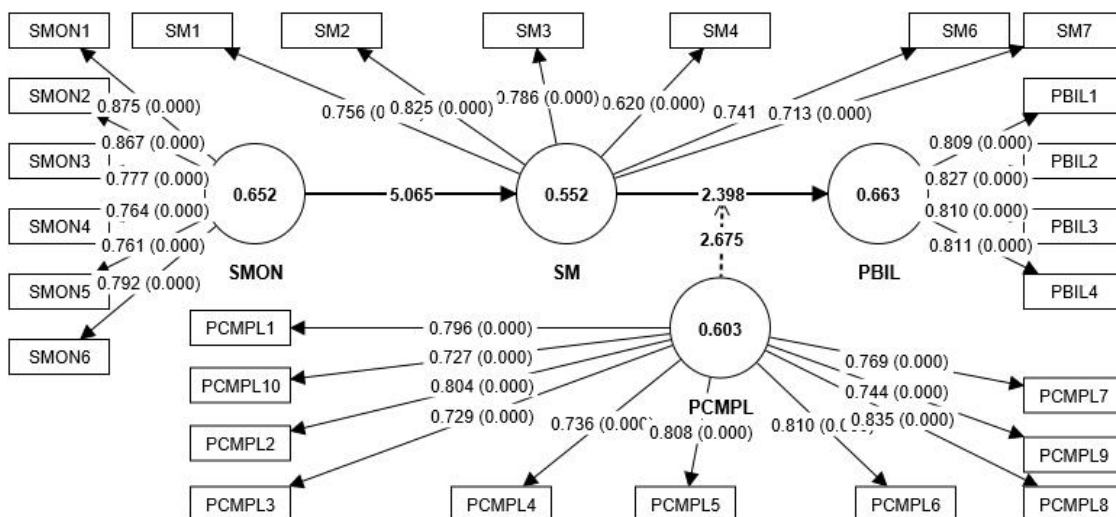 SMON1
SM1
SM2
SM3
SM4
SM6
SM7
SMON2
0.875 (0.000)
0.756
0.825 (0.000)
0.786 (0.000)
0.620 (0.000)
0.741
0.713 (0.000)
PBIL1
0.867 (0.000)
0.809 (0.000)
SMON3
0.777 (0.000)
0.827 (0.000)
PBIL2
0.652
5.065
0.552
2.398
0.663
SMON4
0.764 (0.000)
0.810 (0.000)
PBIL3
0.761 (0.000)
2.675
0.811 (0.000)
SMON5
0.792 (0.000)
SMON
SM
PBIL
PBIL4
SMON6
PCMPL1
0.796 (0.000)
0.603
0.727 (0.000)
0.769 (0.000)
PCMPL10
0.804 (0.000)
0.744 (0.000)
PCMPL7
0.729 (0.000)
PCMPL
0.736 (0.000)
0.808 (0.000)
0.810
0.835 (0.000)
PCMPL2
PCMPL9
PCMPL3
PCMPL4
PCMPL5
PCMPL6
PCMPL8